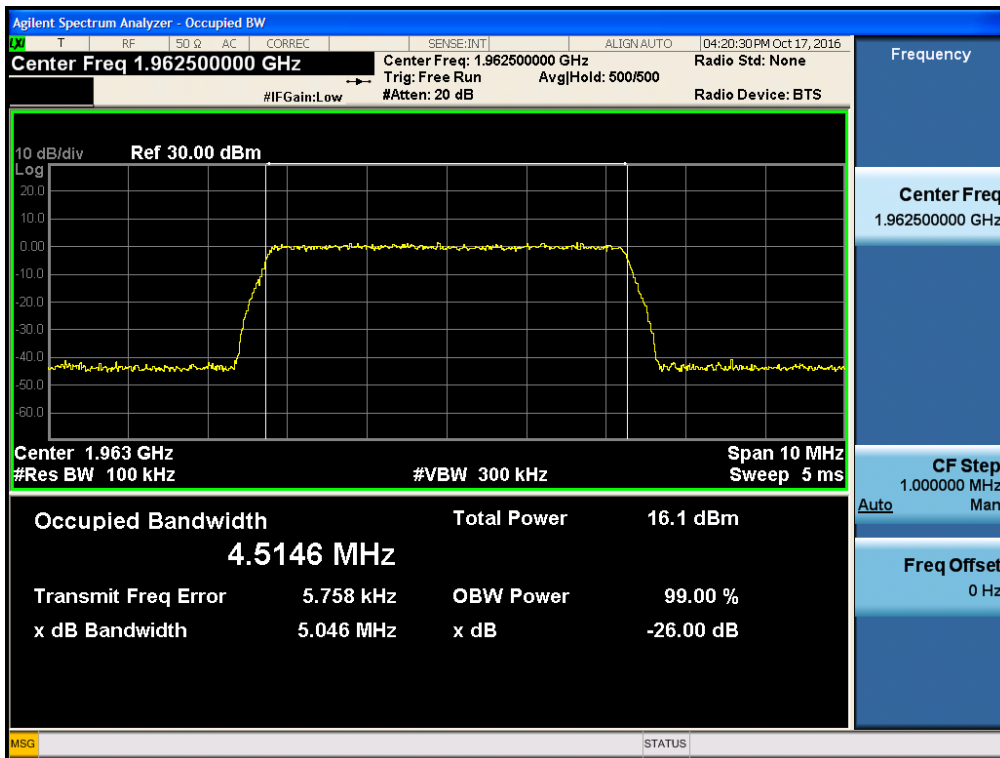 Agilent Spectrum Analyzer - Occupied BW
LXI T RF 50 Ω AC CORREC SENSE:INT ALIGN AUTO 04:20:30 PM Oct 17, 2016
Center Freq 1.962500000 GHz Center Freq: 1.962500000 GHz Radio Std: None
Trig: Free Run Avg|Hold: 500/500
#IFGain:Low #Atten: 20 dB Radio Device: BTS
Frequency
10 dB/div Ref 30.00 dBm
Log
20.0
10.0
0.00
-10.0
-20.0
-30.0
-40.0
-50.0
-60.0
Center 1.963 GHz Span 10 MHz
#Res BW 100 kHz #VBW 300 kHz Sweep 5 ms
Occupied Bandwidth Total Power 16.1 dBm
4.5146 MHz
Transmit Freq Error 5.758 kHz OBW Power 99.00 %
x dB Bandwidth 5.046 MHz x dB -26.00 dB
Center Freq
1.962500000 GHz
CF Step
1.000000 MHz
Auto Man
Freq Offset
0 Hz
MSG STATUS